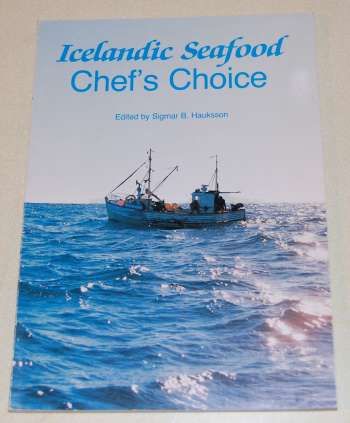 Icelandic Seafood
Chef's Choice
Edited by Sigmar B. Hauksson